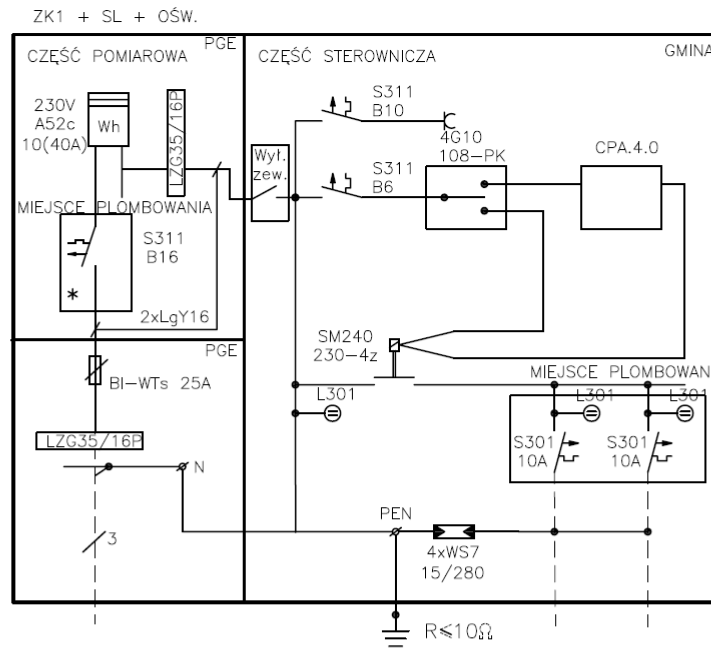 ZK1 + SL + OŚW.
CZĘŚĆ POMIAROWA
PGE
CZĘŚĆ STEROWNICZA
GMINA
230V
A52c
10(40A)
Wh
LZG35/16P
S311
B10
4G10
108-PK
CPA.4.0
Wył.
zew.
S311
B6
MIEJSCE PLOMBOWANIA
S311
B16
*
2xLgY16
PGE
BI-WTs 25A
SM240
230-4z
MIEJSCE PLOMBOWAN
L301
L301
L301
S301
10A
S301
10A
LZG35/16P
N
3
PEN
4xWS7
15/280
R≤10Ω